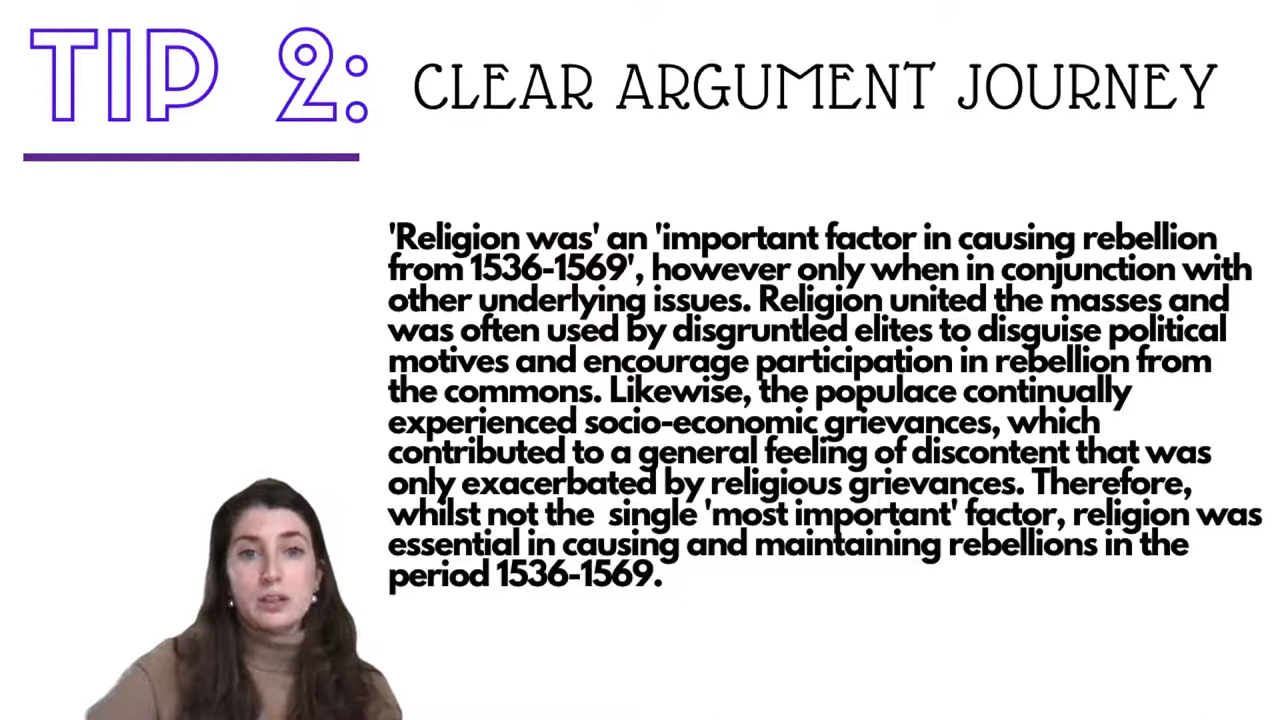 TIP 2: CLEAR ARGUMENT JOURNEY
'Religion was' an 'important factor in causing rebellion
from 1536-1569', however only when in conjunction with
other underlying issues. Religion united the masses and
was often used by disgruntled elites to disguise political
motives and encourage participation in rebellion from
the commons. Likewise, the populace continually
experienced socio-economic grievances, which
contributed to a general feeling of discontent that was
only exacerbated by religious grievances. Therefore,
whilst not the single 'most important' factor, religion was
essential in causing and maintaining rebellions in the
period 1536-1569.